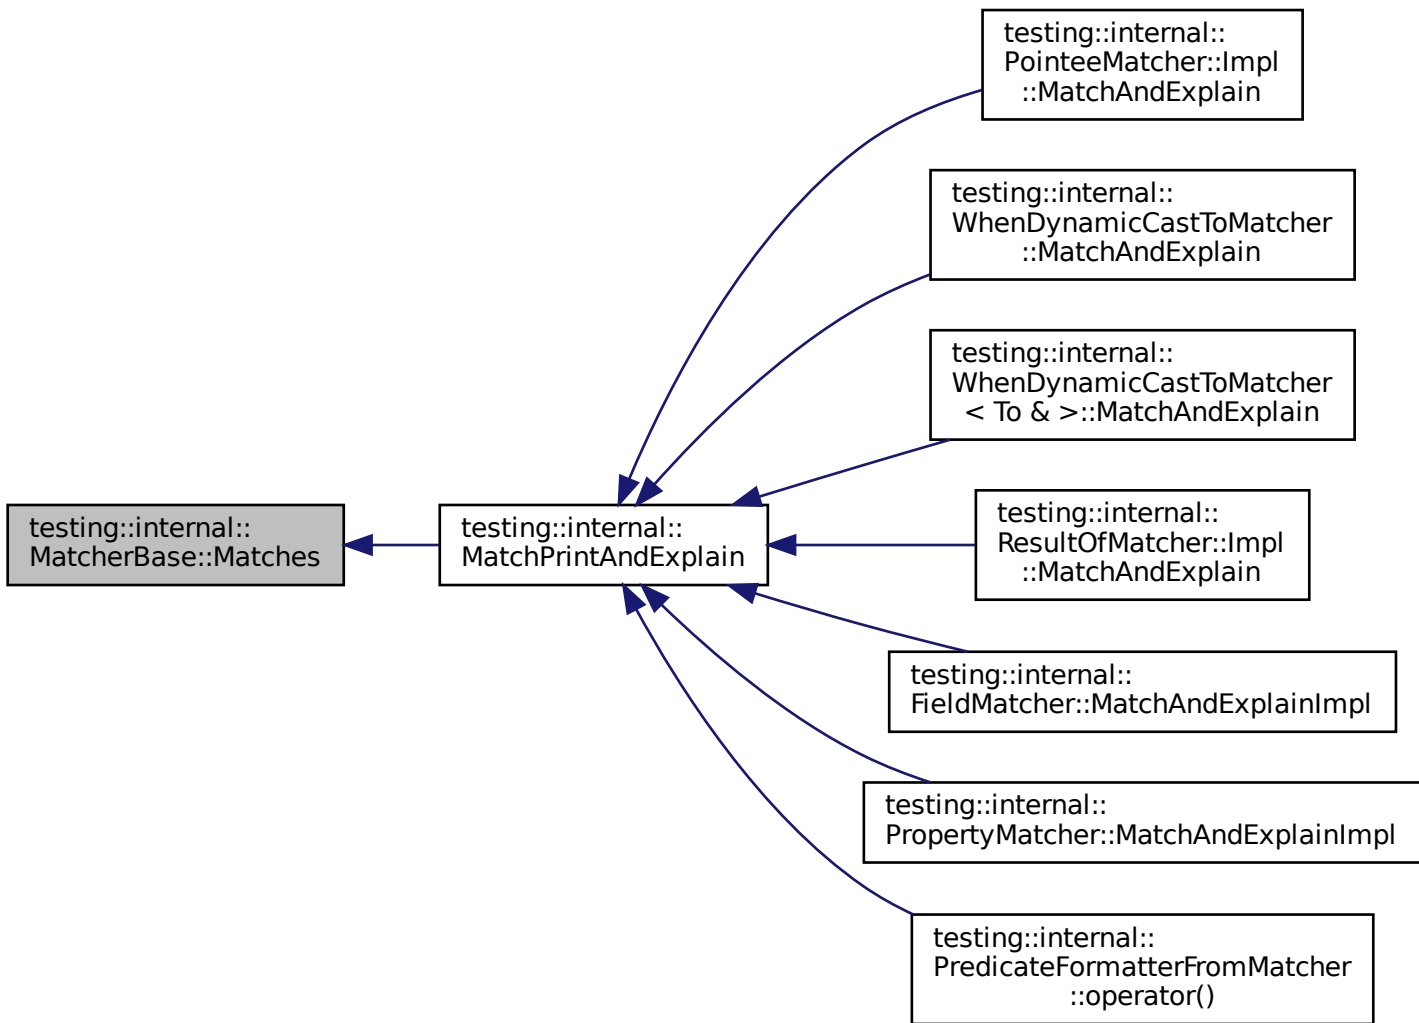 testing::internal::
PointeeMatcher::Impl
::MatchAndExplain
testing::internal::
WhenDynamicCastToMatcher
::MatchAndExplain
testing::internal::
WhenDynamicCastToMatcher
< To & >::MatchAndExplain
testing::internal::
MatcherBase::Matches
testing::internal::
MatchPrintAndExplain
testing::internal::
ResultOfMatcher::Impl
::MatchAndExplain
testing::internal::
FieldMatcher::MatchAndExplainImpl
testing::internal::
PropertyMatcher::MatchAndExplainImpl
testing::internal::
PredicateFormatterFromMatcher
::operator()